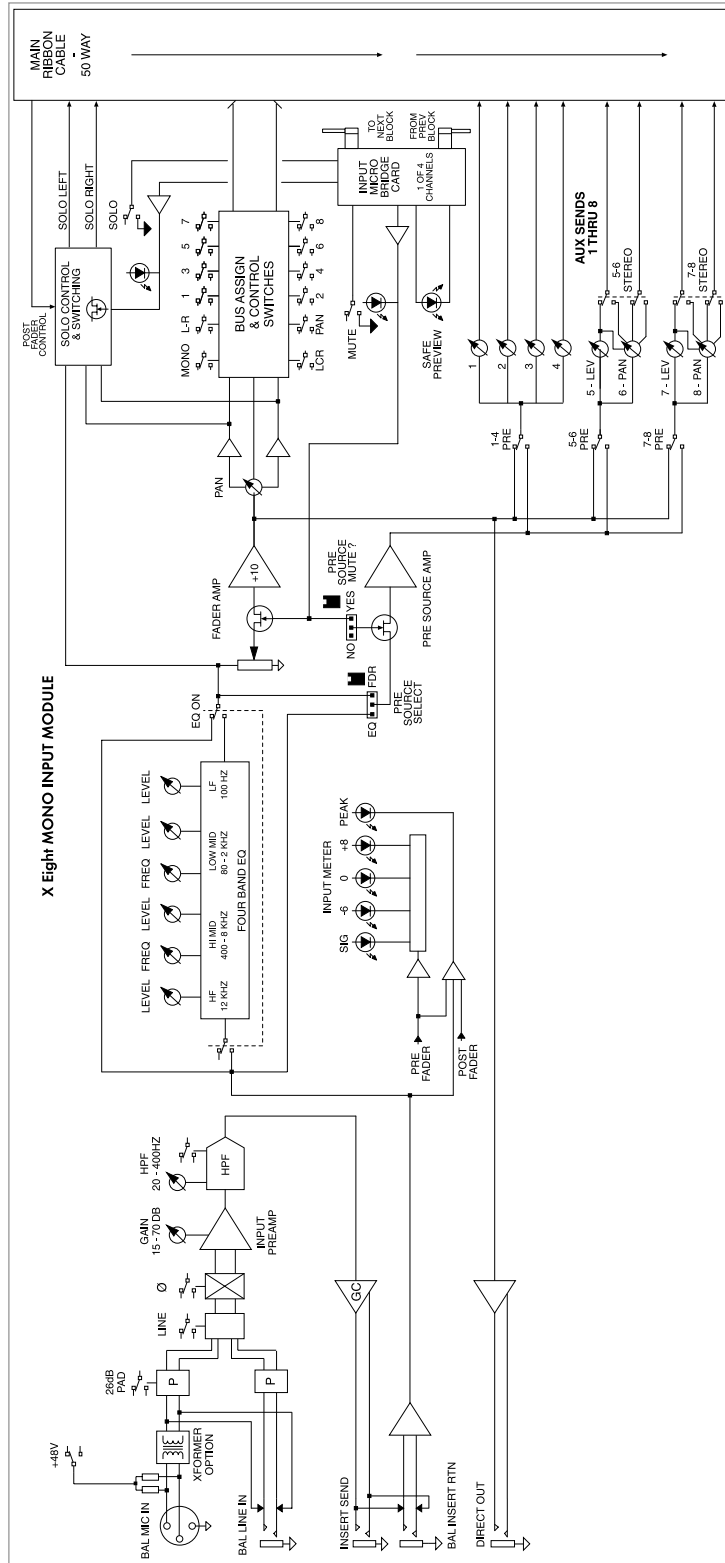 X Eight MONO INPUT MODULE
+48V
BAL MIC IN
XFORMER
OPTION
26dB
PAD
P
BAL LINE IN
P
LINE
Ø
GAIN
15 - 70 DB
INPUT
PREAMP
HPF
20 - 400HZ
HPF
INSERT SEND
GC
BAL INSERT RTN
DIRECT OUT
LEVEL
FREQ
LEVEL
FREQ
LEVEL
LEVEL
HF
12 KHZ
HI MID
400 - 8 KHZ
LOW MID
80 - 2 KHZ
LF
100 HZ
FOUR BAND EQ
EQ ON
INPUT METER
SIG
-6
0
+8
PEAK
PRE
FADER
POST
FADER
EQ
FDR
PRE
SOURCE
SELECT
NO
YES
PRE
SOURCE
MUTE ?
PRE SOURCE AMP
FADER AMP
+10
PAN
POST
FADER
CONTROL
SOLO CONTROL
& SWITCHING
SOLO LEFT
SOLO RIGHT
SOLO
MONO
L-R
1
3
5
7
BUS ASSIGN
& CONTROL
SWITCHES
LCR
PAN
2
4
6
8
MUTE
SAFE
PREVIEW
INPUT
MICRO
BRIDGE
CARD
1 OF 4
CHANNELS
TO
NEXT
BLOCK
FROM
PREV
BLOCK
1-4
PRE
5-6
PRE
7-8
PRE
1
2
3
4
5 - LEV
6 - PAN
7 - LEV
8 - PAN
5-6
STEREO
7-8
STEREO
AUX SENDS
1 THRU 8
MAIN
RIBBON
CABLE
-
50 WAY